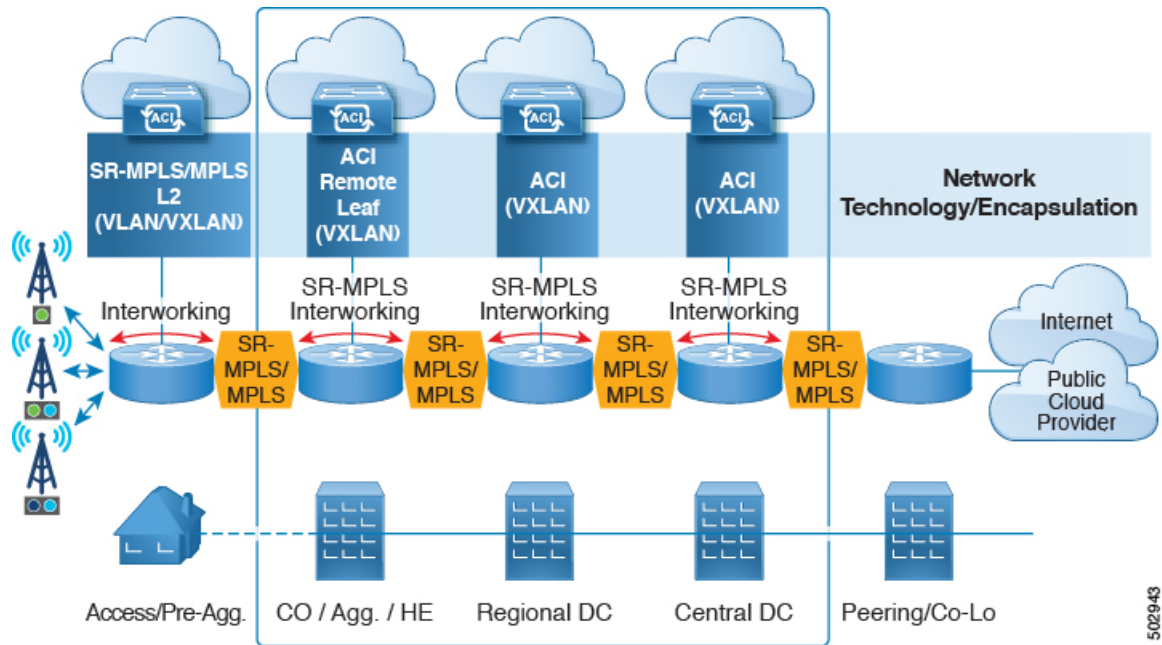 ACI
ACI
ACI
ACI
SR-MPLS/MPLS
L2
(VLAN/VXLAN)
ACI
Remote
Leaf
(VXLAN)
ACI
(VXLAN)
ACI
(VXLAN)
Network
Technology/Encapsulation
Interworking
SR-MPLS
Interworking
SR-MPLS
Interworking
SR-MPLS
Interworking
SR-
MPLS/
MPLS
SR-
MPLS/
MPLS
SR-
MPLS/
MPLS
SR-
MPLS/
MPLS
Internet
Public
Cloud
Provider
Access/Pre-Agg.
CO / Agg. / HE
Regional DC
Central DC
Peering/Co-Lo
502943